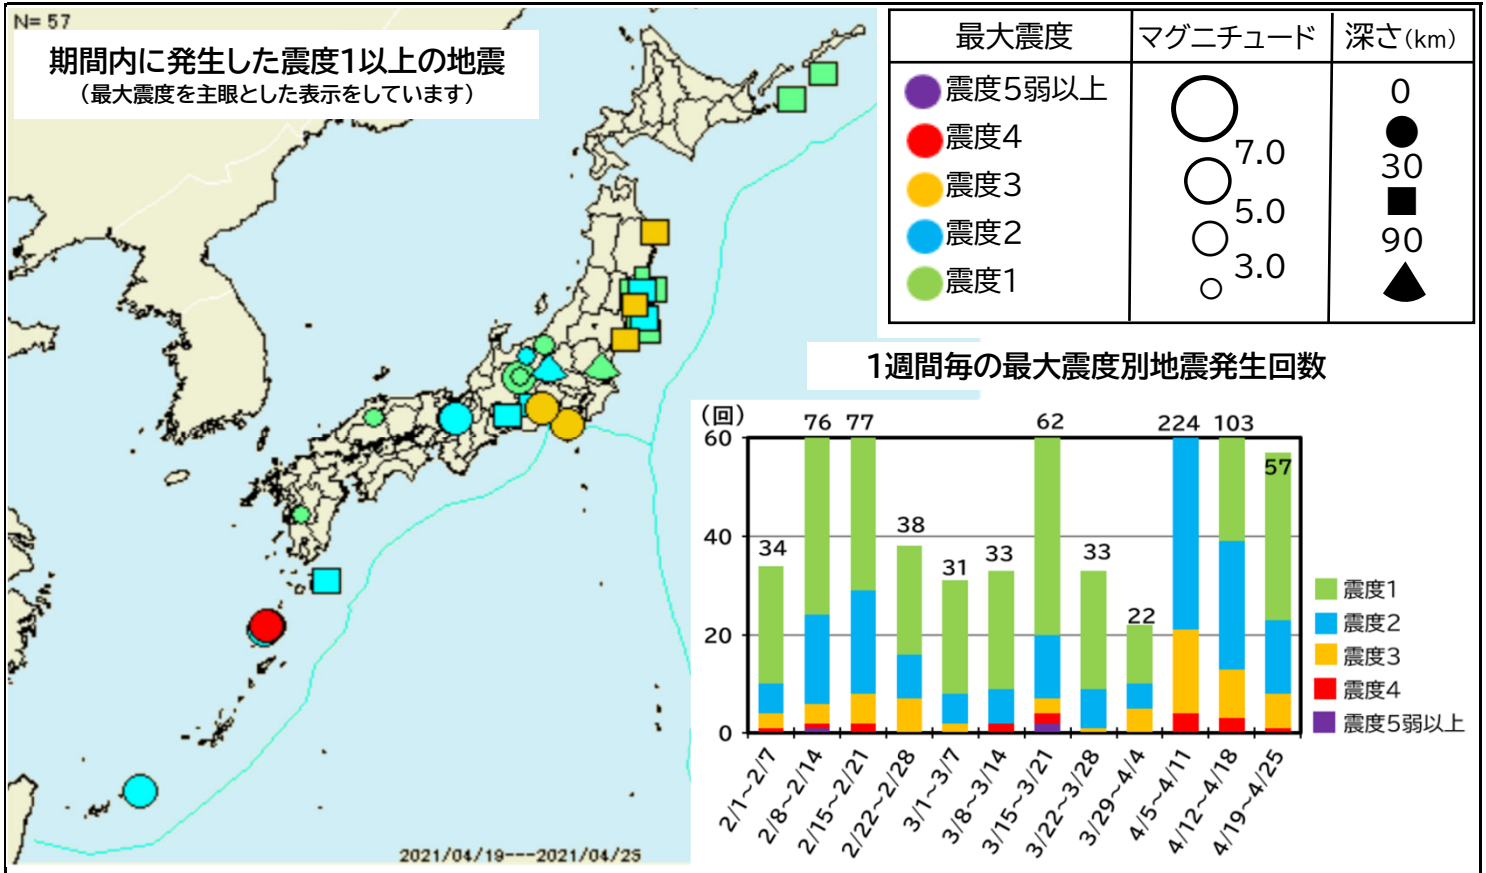 N= 57
期間内に発生した震度1以上の地震
（最大震度を主眼とした表示をしています）
2021/04/19---2021/04/25
最大震度 マグニチュード 深さ(km)
震度5弱以上
震度4
震度3
震度2
震度1
7.0
5.0
3.0
0
30
90
1週間毎の最大震度別地震発生回数
(回)
60
40
20
0
34
76
77
38
31
33
62
33
22
224
103
57
2/1~2/7
2/8~2/14
2/15~2/21
2/22~2/28
3/1~3/7
3/8~3/14
3/15~3/21
3/22~3/28
3/29~4/4
4/5~4/11
4/12~4/18
4/19~4/25
震度1
震度2
震度3
震度4
震度5弱以上